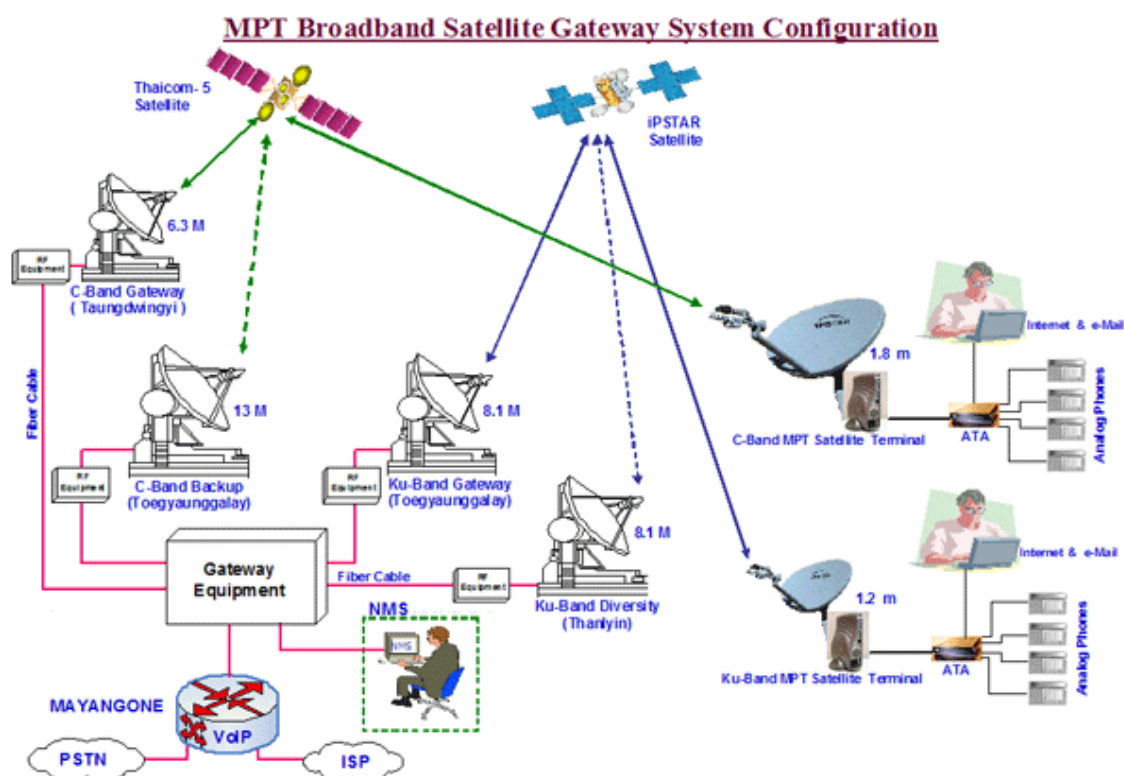 MPT Broadband Satellite Gateway System Configuration
Thaicom- 5
Satellite
iPSTAR
Satellite
6.3 M
RF
Equipment
C-Band Gateway
( Taungdwingyi )
Fiber Cable
13 M
RF
Equipment
C-Band Backup
(Toegyaunggalay)
8.1 M
RF
Equipment
Ku-Band Gateway
(Toegyaunggalay)
8.1 M
Fiber Cable
RF
Equipment
Ku-Band Diversity
(Thanlyin)
Gateway
Equipment
NMS
NMS
MAYANGONE
VoIP
PSTN
ISP
IPSTAR
1.8 m
C-Band MPT Satellite Terminal
Internet & e-Mail
ATA
Analog Phones
1.2 m
Ku-Band MPT Satellite Terminal
Internet & e-Mail
ATA
Analog Phones